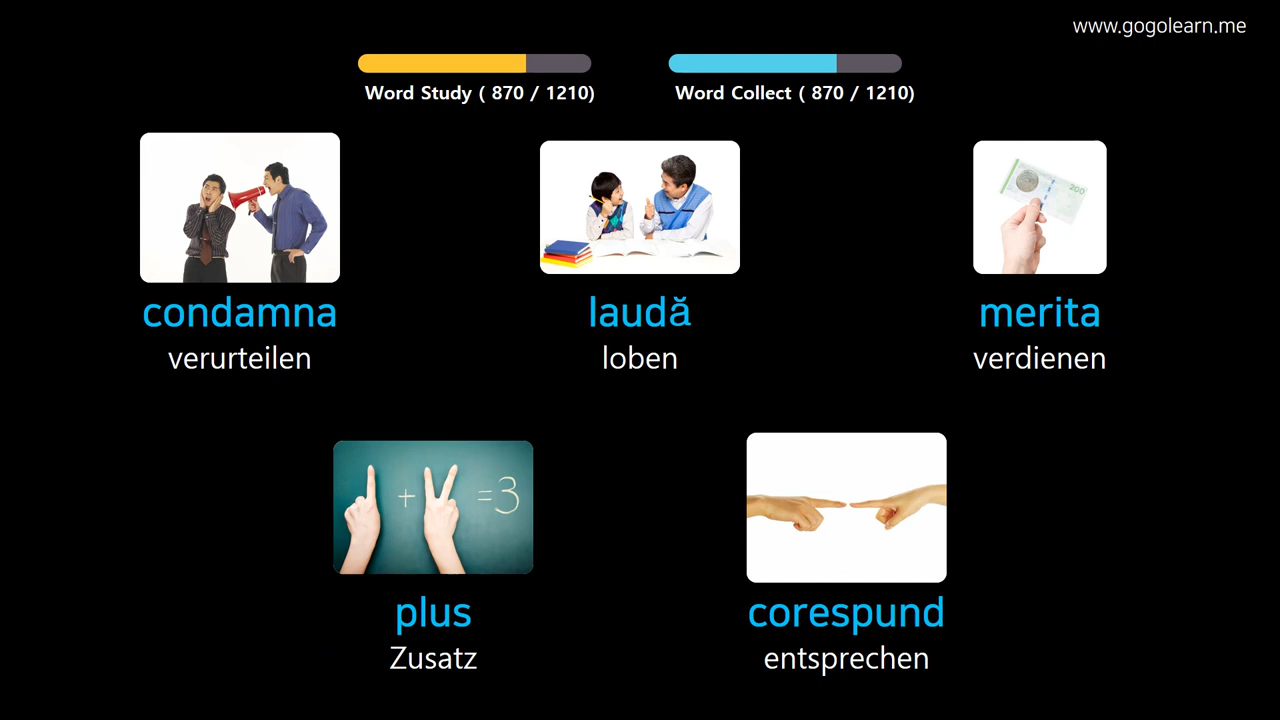 www.gogolearn.me
Word Study ( 870 / 1210)
Word Collect ( 870 / 1210)
200
condamna
laudă
merita
verurteilen
loben
verdienen
+ =3
plus
corespund
Zusatz
entsprechen